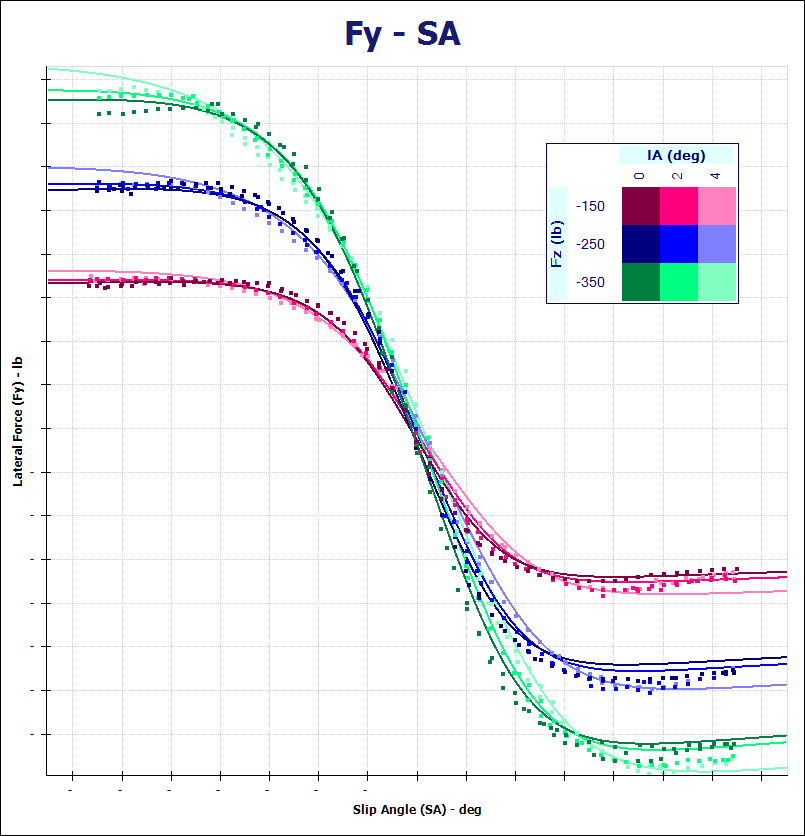 Fy - SA
IA (deg)
0 2 4
Fz (lb)
-150
-250
-350
Lateral Force (Fy) - lb
-
-
-
-
-
-
-
- - - - - - -
Slip Angle (SA) - deg